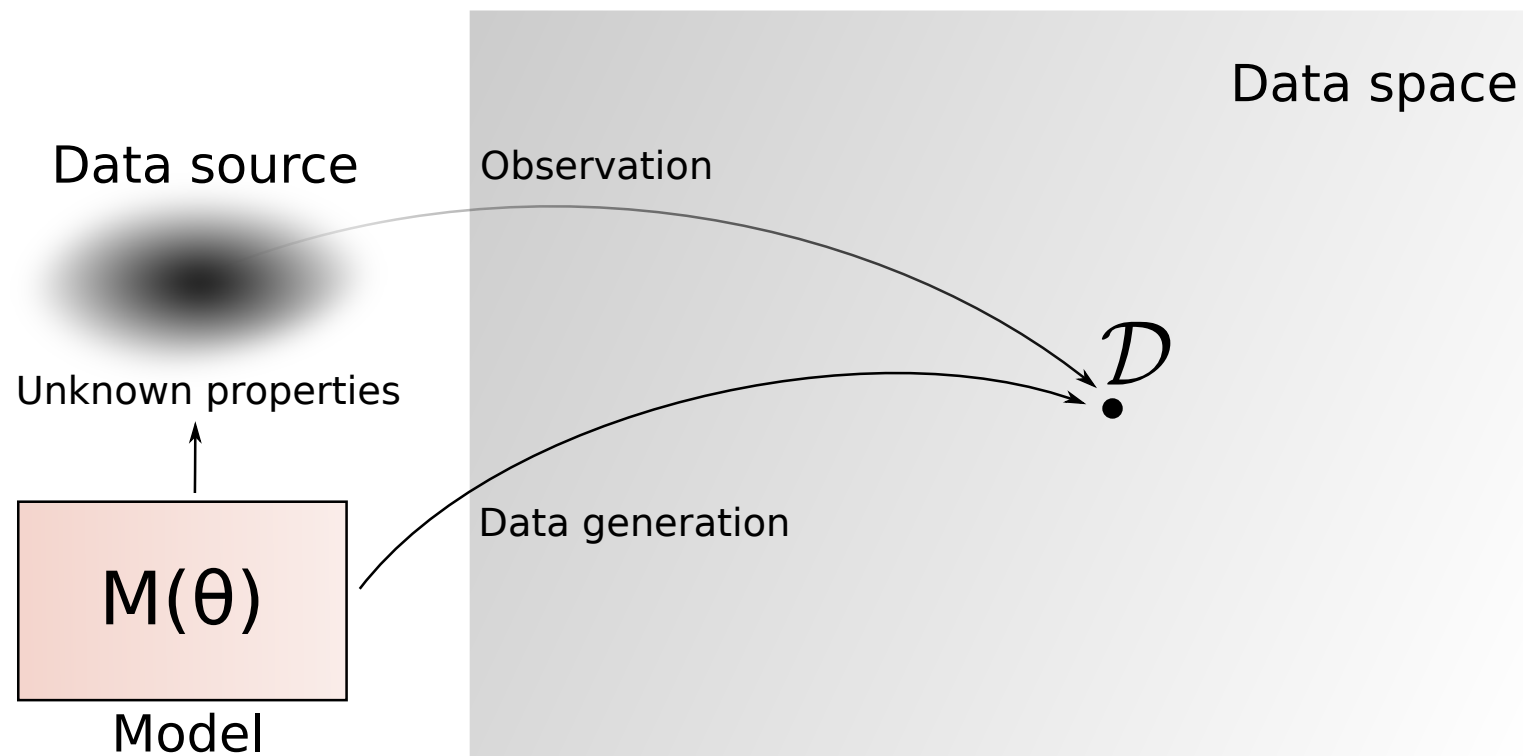 Data space
Data source
Observation
𝒟
Unknown properties
Data generation
M(θ)
Model